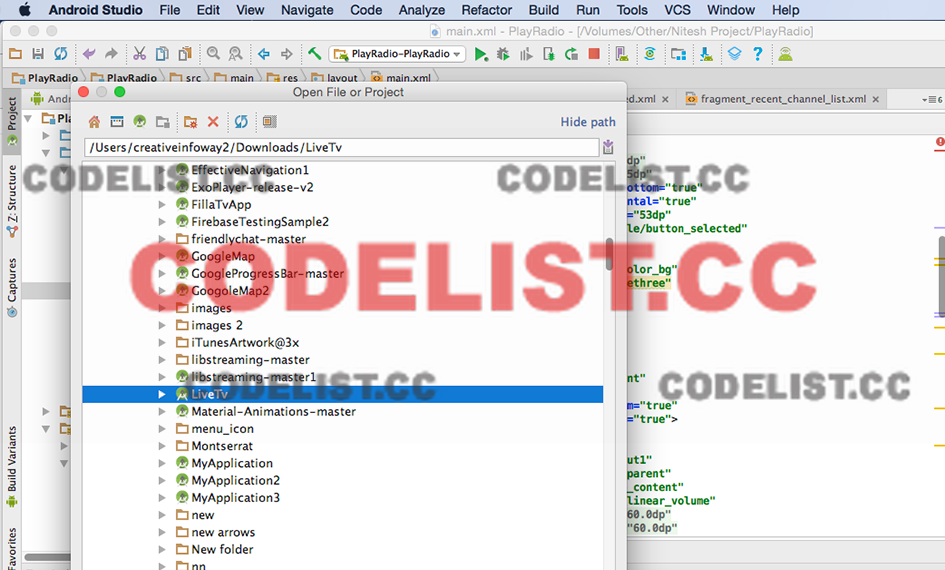 Android Studio File Edit View Navigate Code Analyze Refactor Build Run Tools VCS Window Help
main.xml - PlayRadio - [/Volumes/Other/Nitesh Project/PlayRadio]
PlayRadio-PlayRadio
PlayRadio PlayRadio src main res layout main.xml
Open File or Project
Project
Z: Structure
Captures
Build Variants
Favorites
Hide path
/Users/creativeinfoway2/Downloads/LiveTv
EffectiveNavigation1
ExoPlayer-release-v2
FillaTvApp
FirebaseTestingSample2
friendlychat-master
GoogleMap
GoogleProgressBar-master
GoogoleMap2
images
images 2
iTunesArtwork@3x
libstreaming-master
libstreaming-master1
LiveTv
Material-Animations-master
menu_icon
Montserrat
MyApplication
MyApplication2
MyApplication3
new
new arrows
New folder
nn
ed.xml fragment_recent_channel_list.xml
dp"
5dp"
ottom="true"
ntal="true"
="53dp"
le/button_selected"
olor_bg"
ethree"
nt"
="true"
="true">
ut1"
parent"
_content"
linear_volume"
"60.0dp"
"60.0dp"
CODELIST.CC
CODELIST.CC
CODELIST.CC
CODELIST.CC
CODELIST.CC